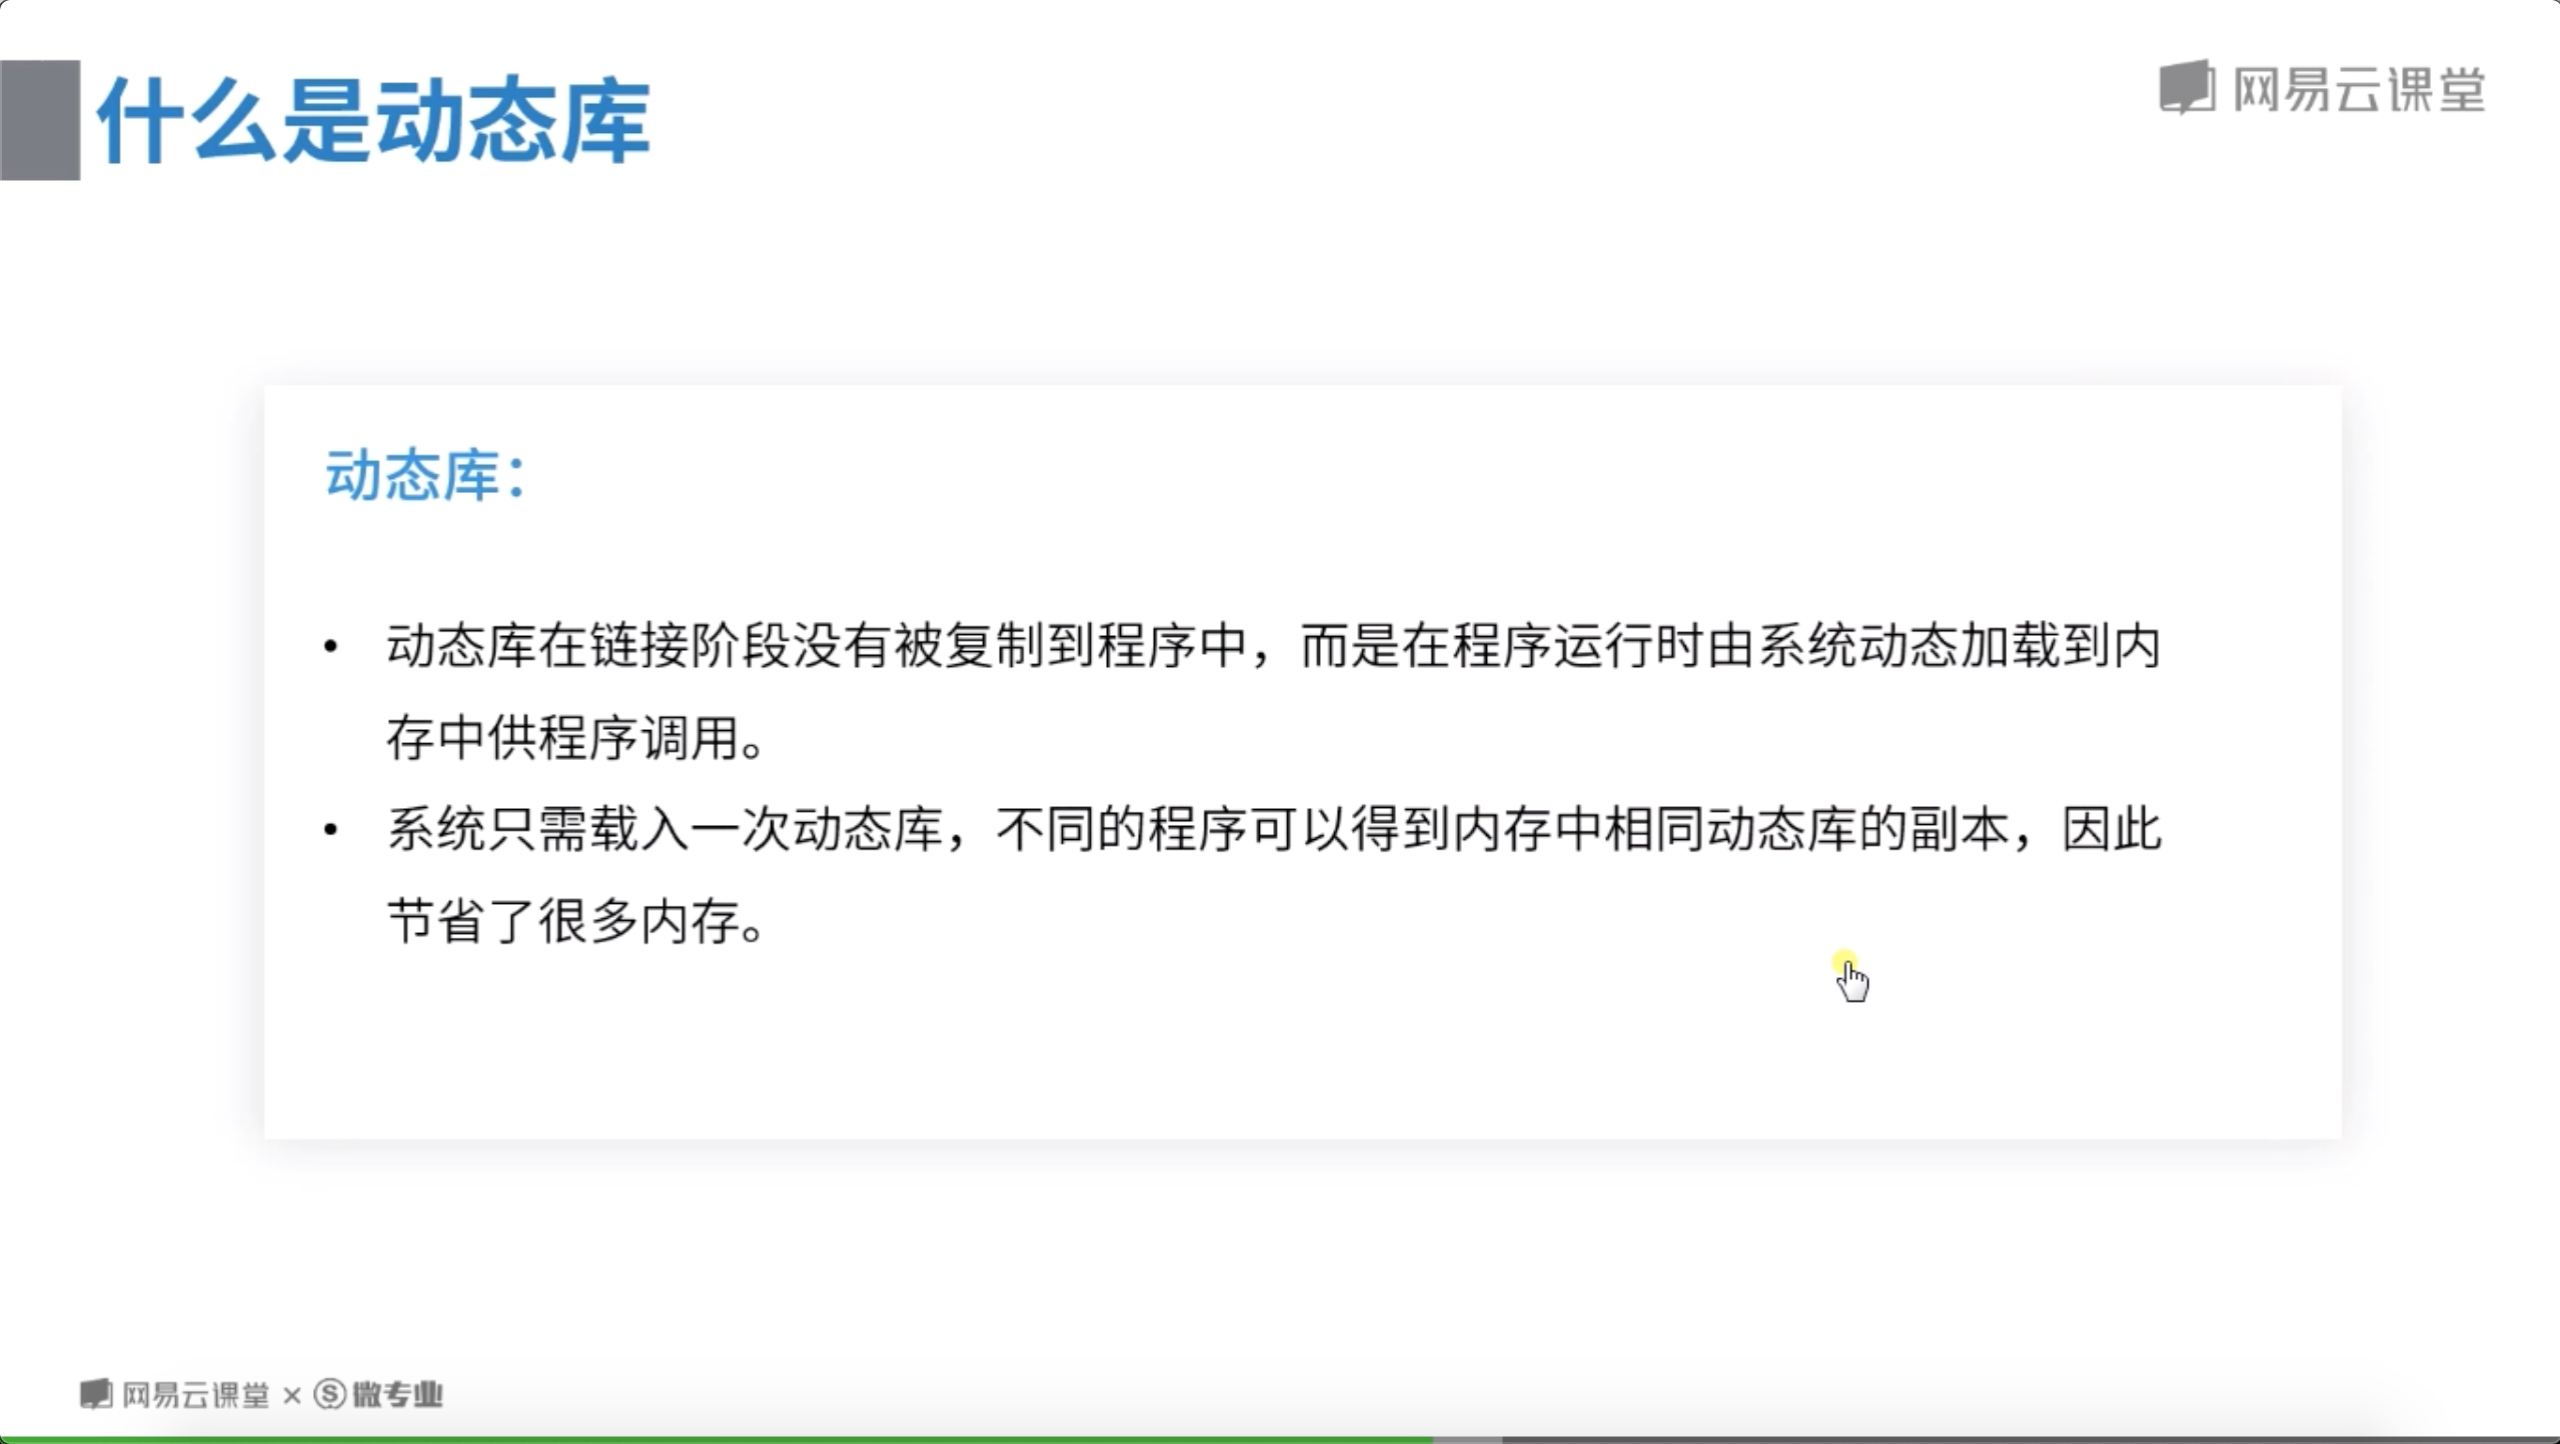 什么是动态库
网易云课堂
动态库：
• 动态库在链接阶段没有被复制到程序中，而是在程序运行时由系统动态加载到内
存中供程序调用。
• 系统只需载入一次动态库，不同的程序可以得到内存中相同动态库的副本，因此
节省了很多内存。
网易云课堂 × 微专业